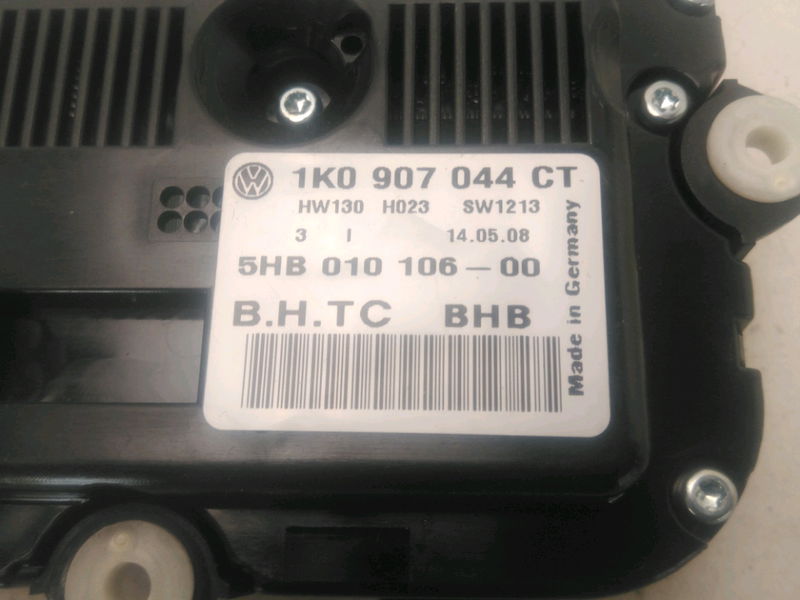 1K0 907 044 CT
HW130 H023 SW1213
3 I 14.05.08
5HB 010 106-00
B.H.TC BHB
Made in Germany